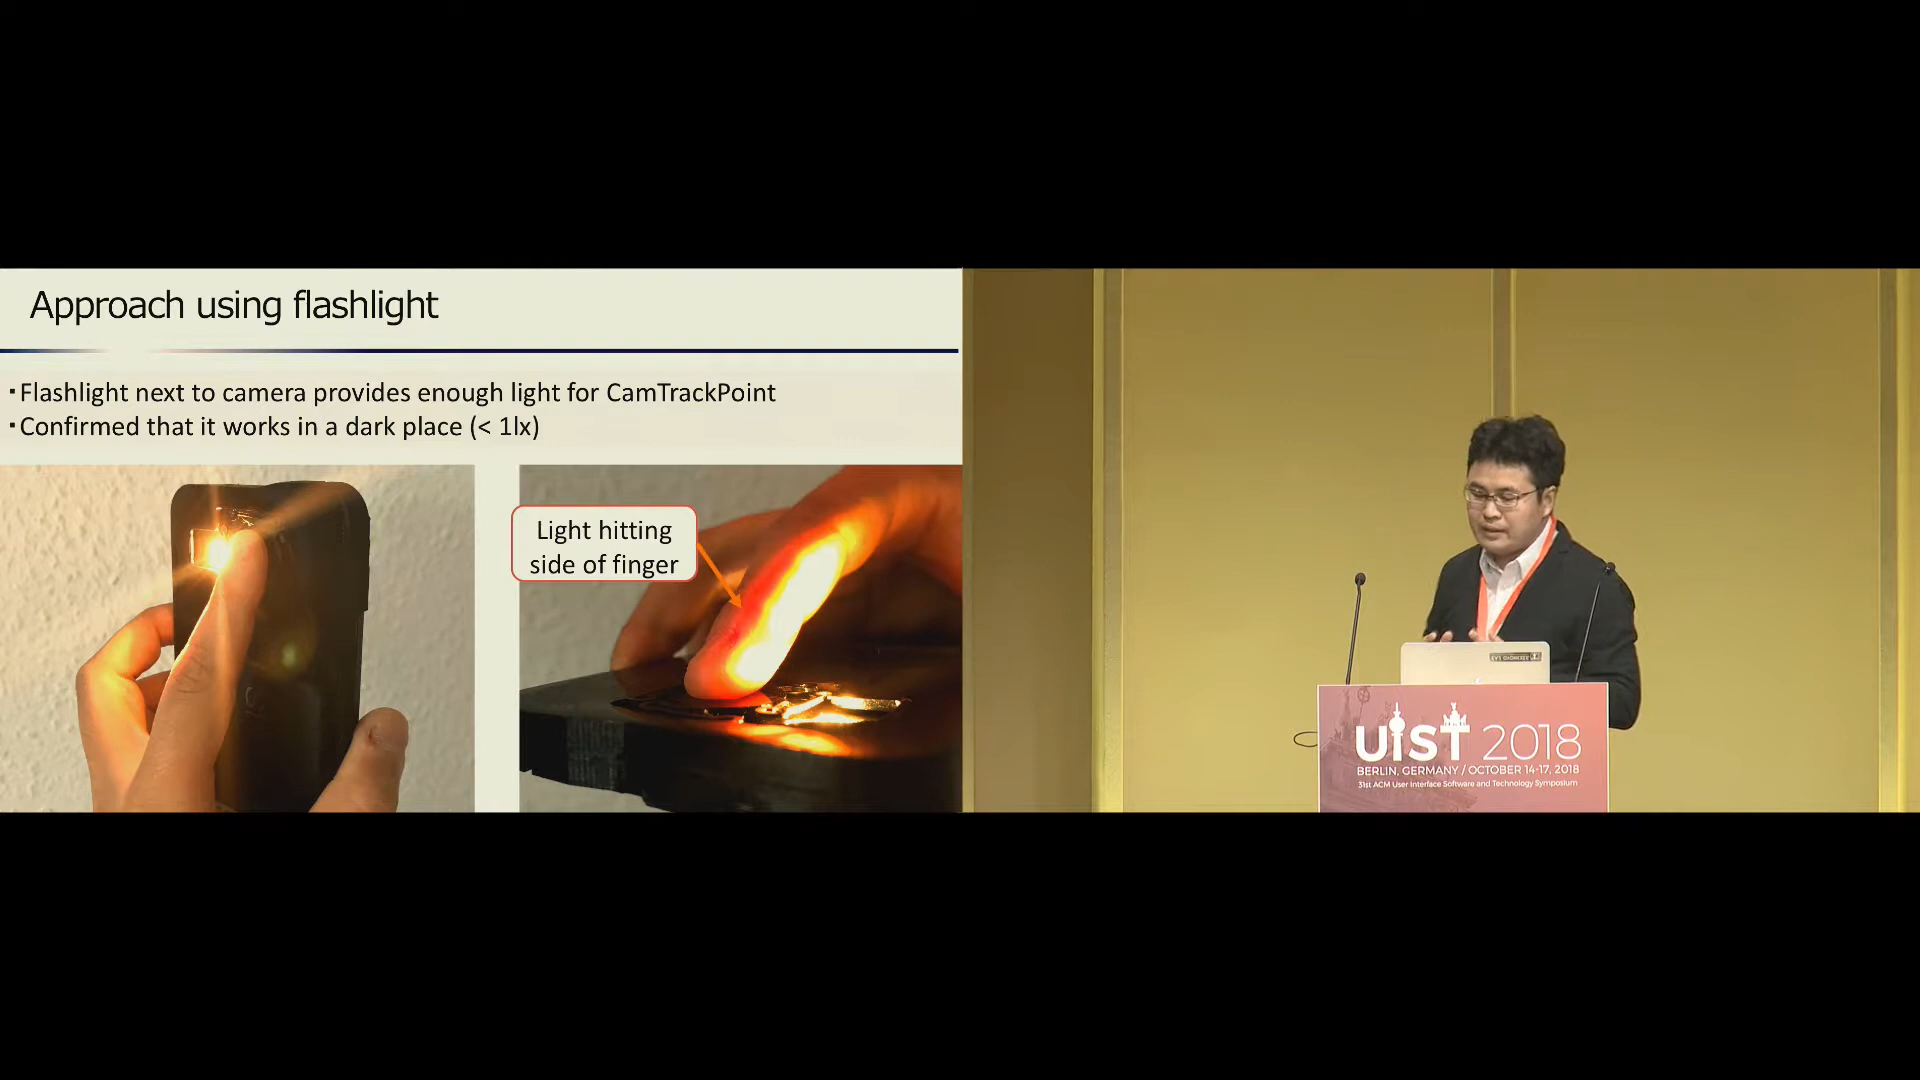 Approach using flashlight
・Flashlight next to camera provides enough light for CamTrackPoint
・Confirmed that it works in a dark place (< 1lx)
Light hitting
side of finger
UIST 2018
BERLIN, GERMANY / OCTOBER 14-17, 2018
31st ACM User Interface Software and Technology Symposium